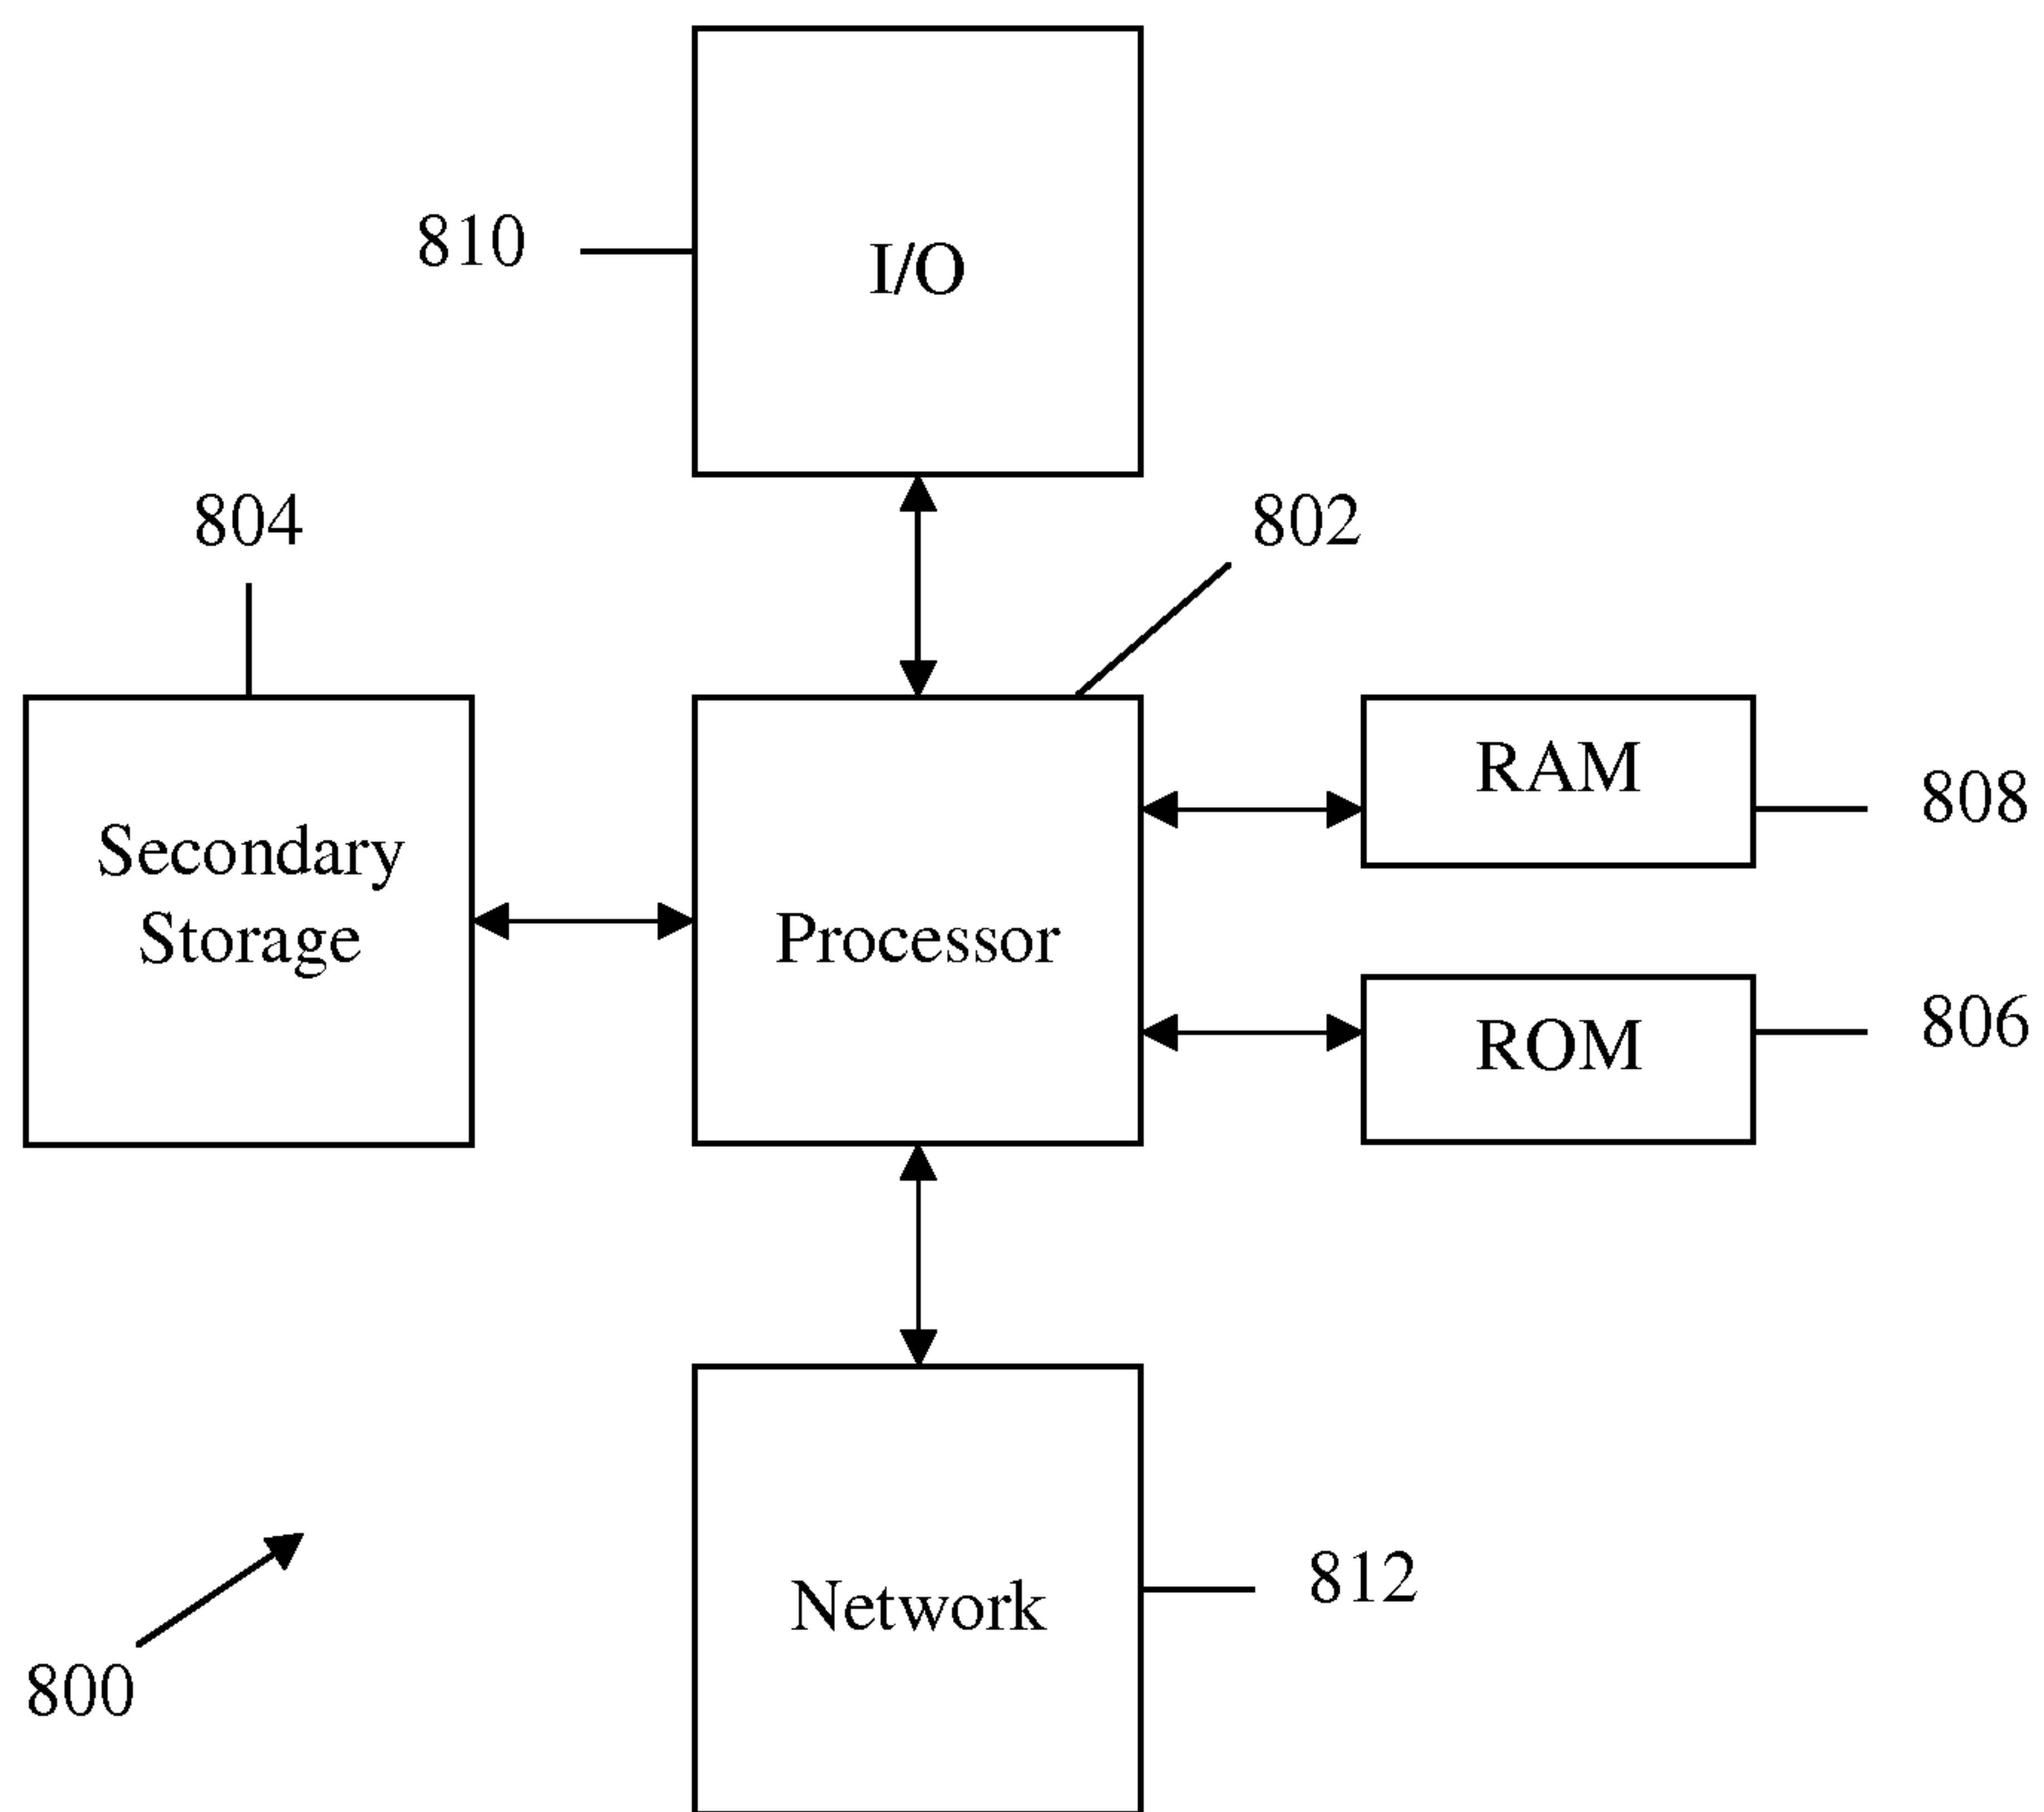 810
I/O
804
802
Secondary
Storage
Processor
RAM
808
ROM
806
Network
812
800